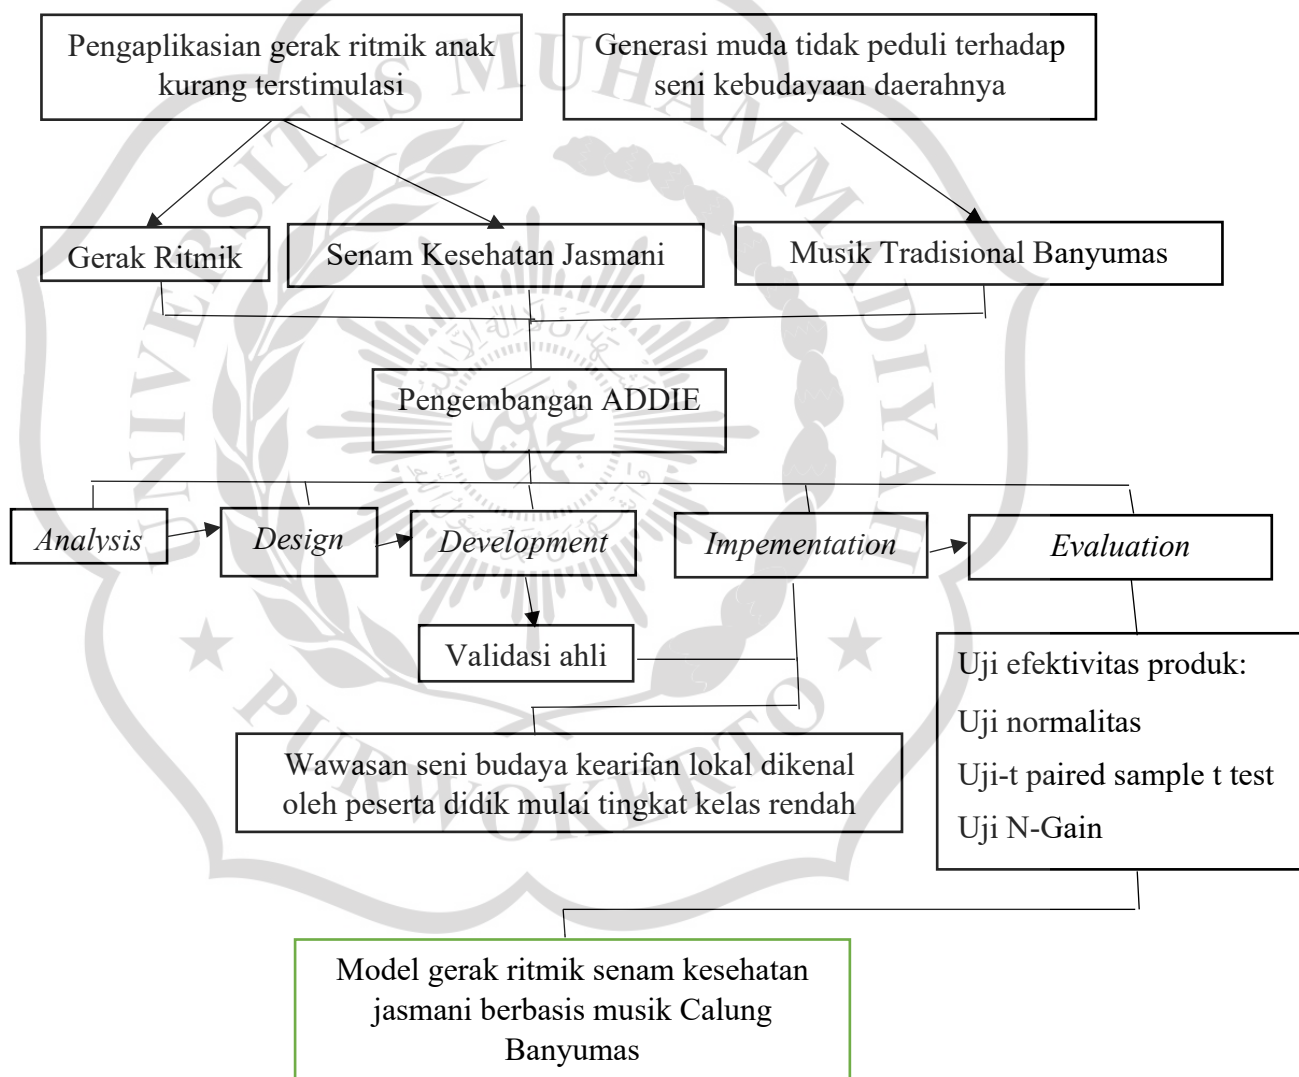 Pengaplikasian gerak ritmik anak
kurang terstimulasi
Generasi muda tidak peduli terhadap
seni kebudayaan daerahnya
Gerak Ritmik
Senam Kesehatan Jasmani
Musik Tradisional Banyumas
Pengembangan ADDIE
Analysis
Design
Development
Impementation
Evaluation
Validasi ahli
Uji efektivitas produk:
Uji normalitas
Uji-t paired sample t test
Uji N-Gain
Wawasan seni budaya kearifan lokal dikenal
oleh peserta didik mulai tingkat kelas rendah
Model gerak ritmik senam kesehatan
jasmani berbasis musik Calung
Banyumas
UNIVERSITAS MUHAMMADIYAH
PURWOKERTO